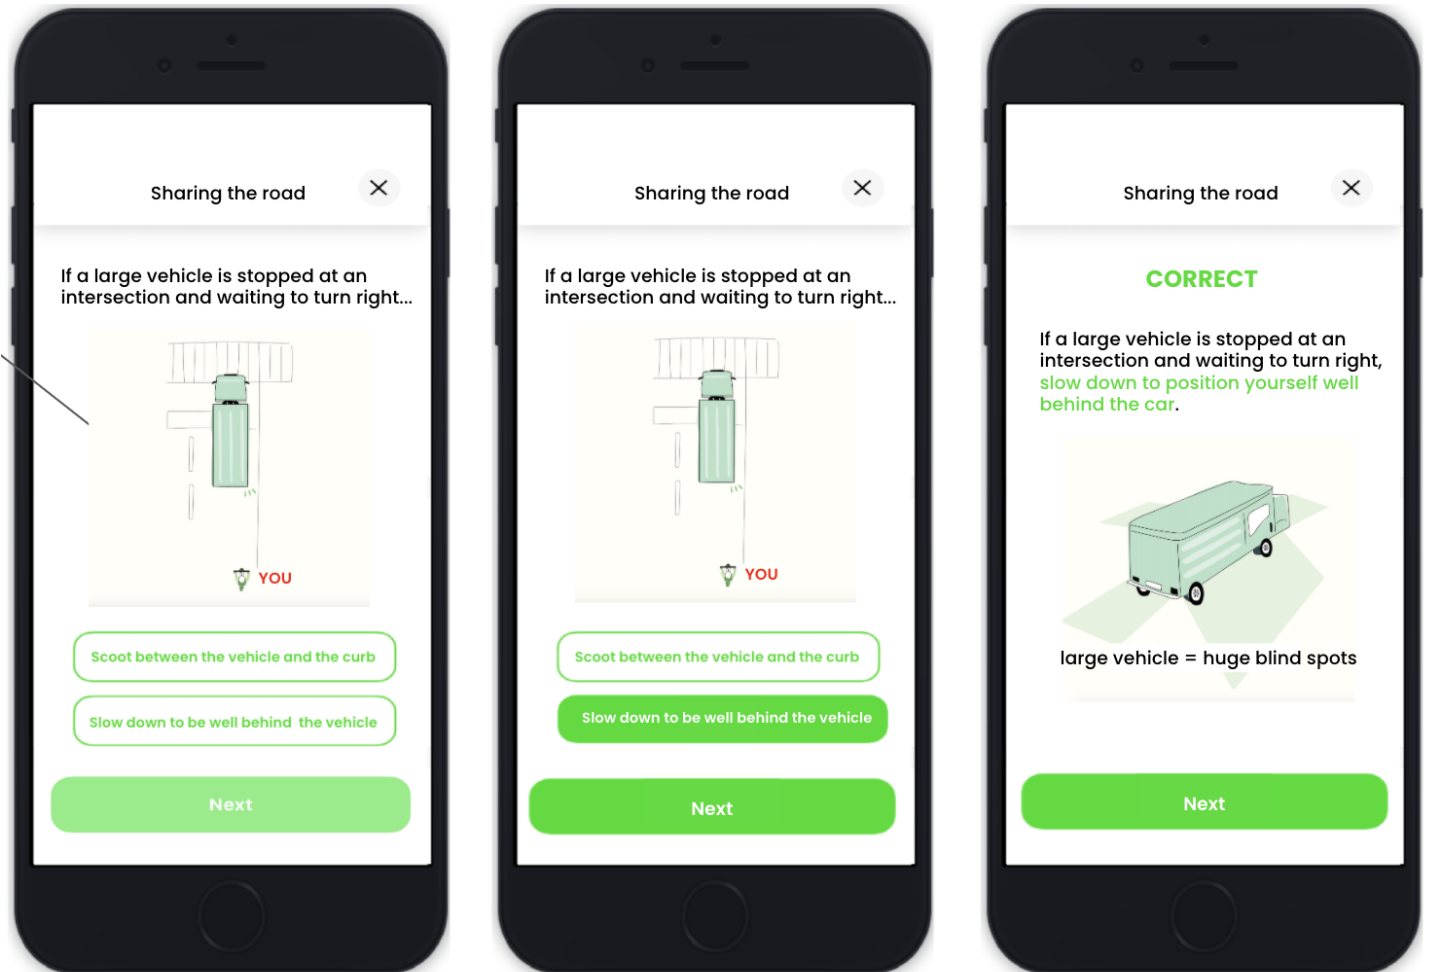 Sharing the road
If a large vehicle is stopped at an
intersection and waiting to turn right...
YOU
Scoot between the vehicle and the curb
Slow down to be well behind the vehicle
Next
Sharing the road
If a large vehicle is stopped at an
intersection and waiting to turn right...
YOU
Scoot between the vehicle and the curb
Slow down to be well behind the vehicle
Next
Sharing the road
CORRECT
If a large vehicle is stopped at an
intersection and waiting to turn right,
slow down to position yourself well
behind the car.
large vehicle = huge blind spots
Next